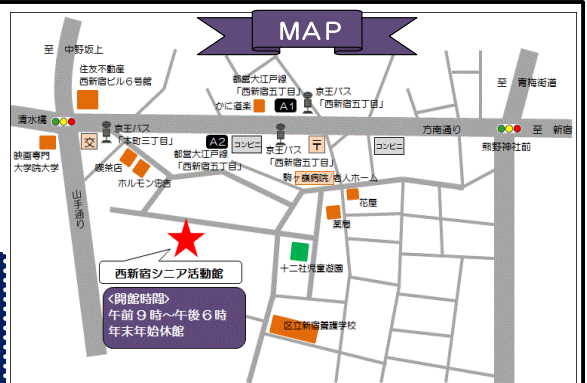 MAP
至 中野坂上
住友不動産
西新宿ビル６号館
都営大江戸線
「西新宿五丁目」
かに道楽
A1
京王バス
「西新宿五丁目」
至 青梅街道
清水橋
京王バス
「本町三丁目」
交
A2
コンビニ
京王バス
「西新宿五丁目」
〒
コンビニ
方南通り
至 新宿
熊野神社前
映画専門
大学院大学
喫茶店
ホルモン忠吉
都営大江戸線
「西新宿五丁目」
駒ヶ嶺病院/老人ホーム
花屋
薬局
山手通り
西新宿シニア活動館
十二社児童遊園
<開館時間>
午前９時～午後６時
年末年始休館
区立新宿養護学校